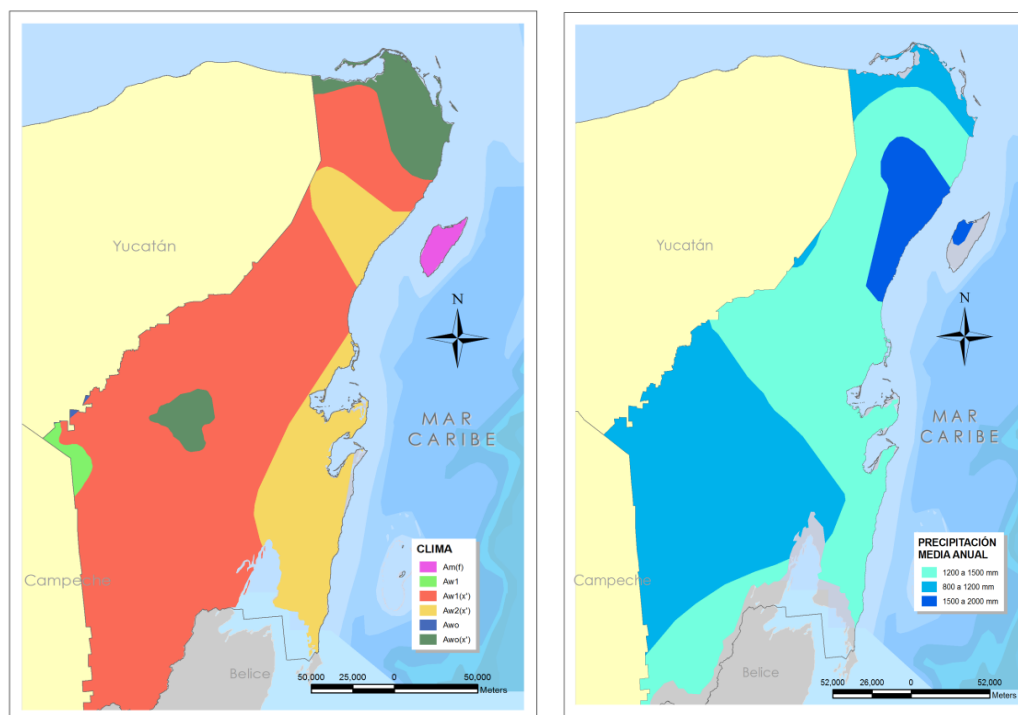 Yucatán
N
MAR
CARIBE
Campeche
Belice
CLIMA
Am(f)
Aw1
Aw1(x')
Aw2(x')
Awo
Awo(x')
50,000 25,000 0 50,000
Meters
Yucatán
N
MAR
CARIBE
Campeche
Belice
PRECIPITACIÓN
MEDIA ANUAL
1200 a 1500 mm
800 a 1200 mm
1500 a 2000 mm
52,000 26,000 0 52,000
Meters